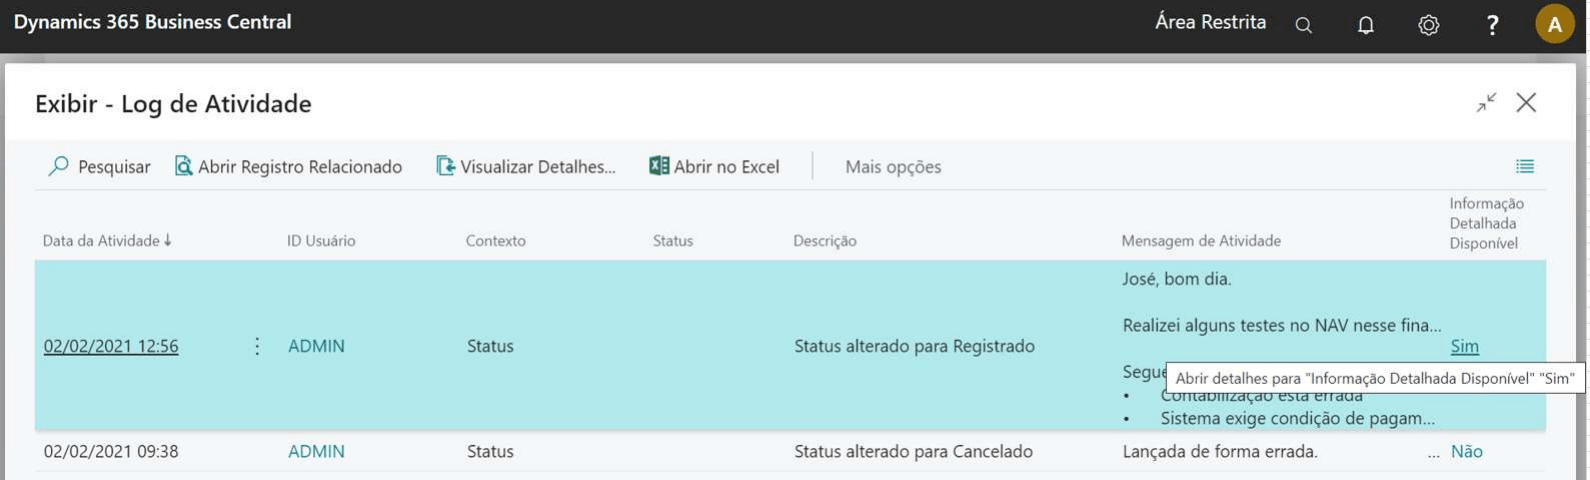 Dynamics 365 Business Central
Área Restrita
?
A
Exibir - Log de Atividade
Pesquisar
Abrir Registro Relacionado
Visualizar Detalhes...
Abrir no Excel
Mais opções
Data da Atividade ↓
ID Usuário
Contexto
Status
Descrição
Mensagem de Atividade
Informação
Detalhada
Disponível
02/02/2021 12:56
ADMIN
Status
Status alterado para Registrado
José, bom dia.
Realizei alguns testes no NAV nesse fina...
Sim
Segue
Abrir detalhes para "Informação Detalhada Disponível" "Sim"
• Contabilização está errada
• Sistema exige condição de pagam...
02/02/2021 09:38
ADMIN
Status
Status alterado para Cancelado
Lançada de forma errada.
... Não